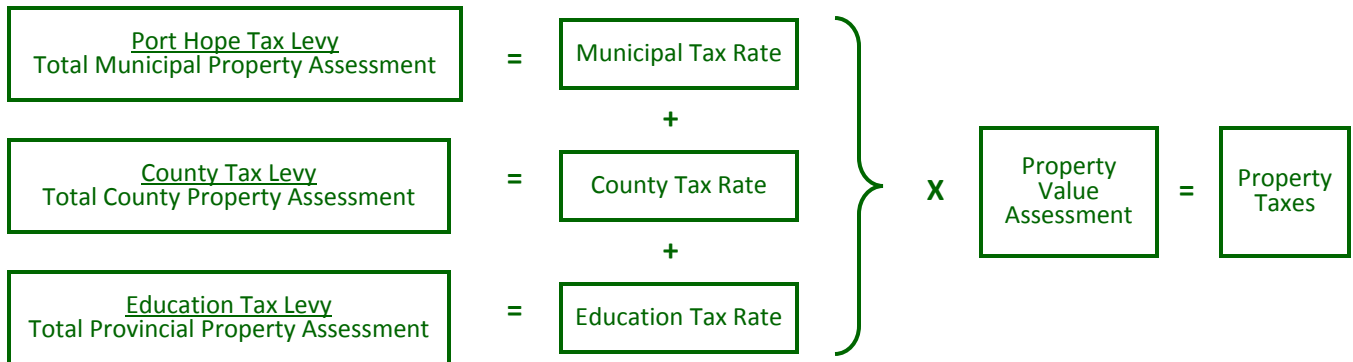 Port Hope Tax Levy
Total Municipal Property Assessment
=
Municipal Tax Rate
+
County Tax Levy
Total County Property Assessment
=
County Tax Rate
+
Education Tax Levy
Total Provincial Property Assessment
=
Education Tax Rate
X
Property
Value
Assessment
=
Property
Taxes